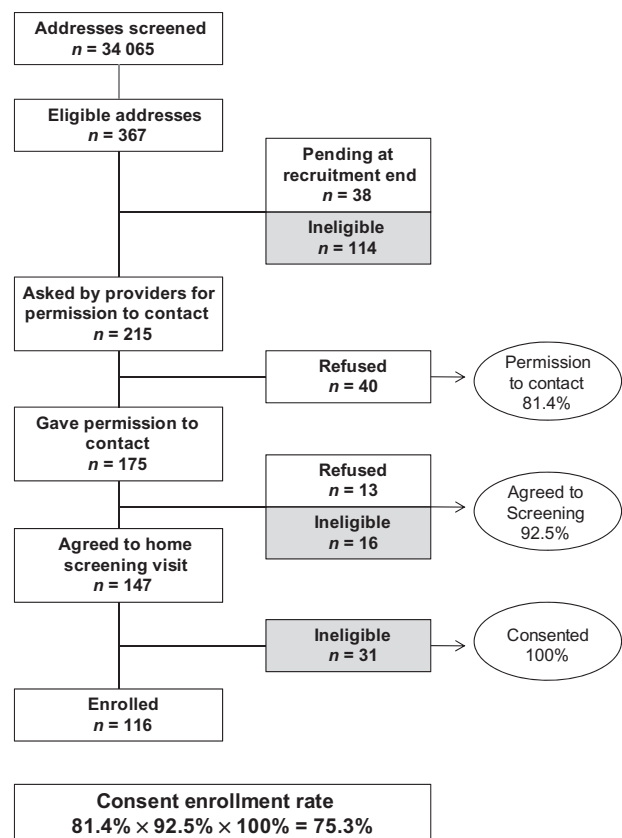 Addresses screened
n = 34 065
Eligible addresses
n = 367
Pending at
recruitment end
n = 38
Ineligible
n = 114
Asked by providers for
permission to contact
n = 215
Refused
n = 40
Permission
to contact
81.4%
Gave permission to
contact
n = 175
Refused
n = 13
Ineligible
n = 16
Agreed to
Screening
92.5%
Agreed to home
screening visit
n = 147
Ineligible
n = 31
Consented
100%
Enrolled
n = 116
Consent enrollment rate
81.4% × 92.5% × 100% = 75.3%